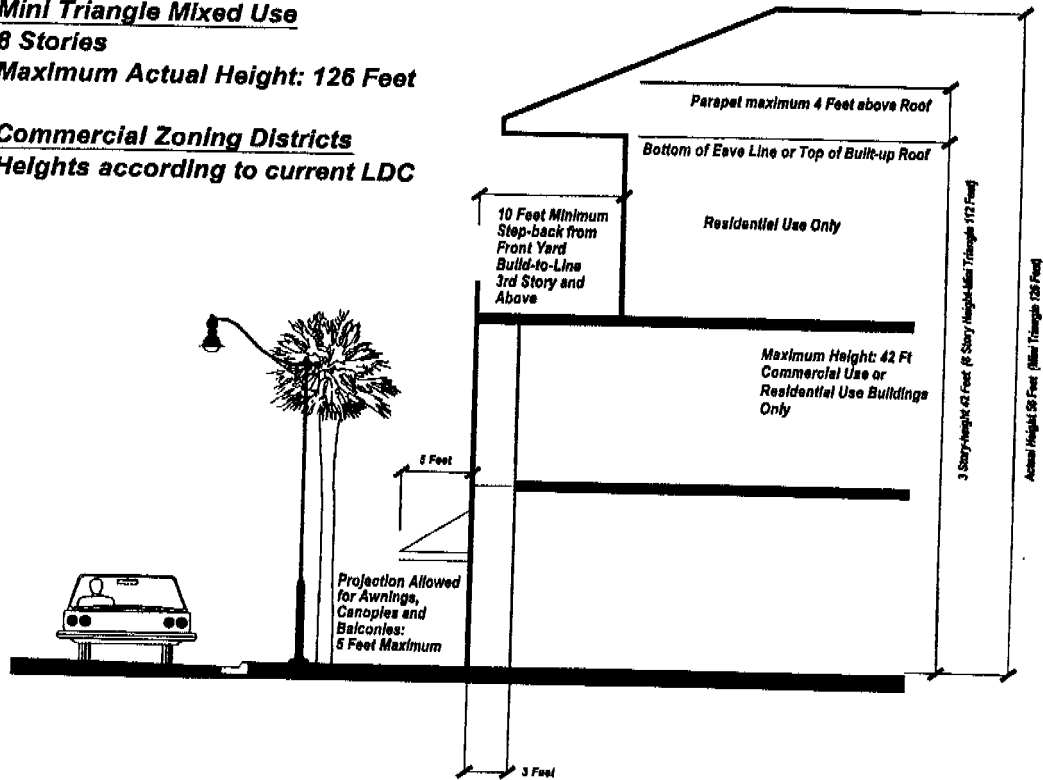 Mini Triangle Mixed Use
8 Stories
Maximum Actual Height: 126 Feet
Commercial Zoning Districts
Heights according to current LDC
Parapet maximum 4 Feet above Roof
Bottom of Eave Line or Top of Built-up Roof
10 Feet Minimum
Step-back from
Front Yard
Build-to-Line
3rd Story and
Above
Residential Use Only
Maximum Height: 42 Ft
Commercial Use or
Residential Use Buildings
Only
5 Feet
Projection Allowed
for Awnings,
Canopies and
Balconies:
5 Feet Maximum
3 Feet
3 Story-height 42 Feet (8 Story Height-Mini Triangle 112 Feet)
Actual Height 56 Feet (Mini Triangle 126 Feet)